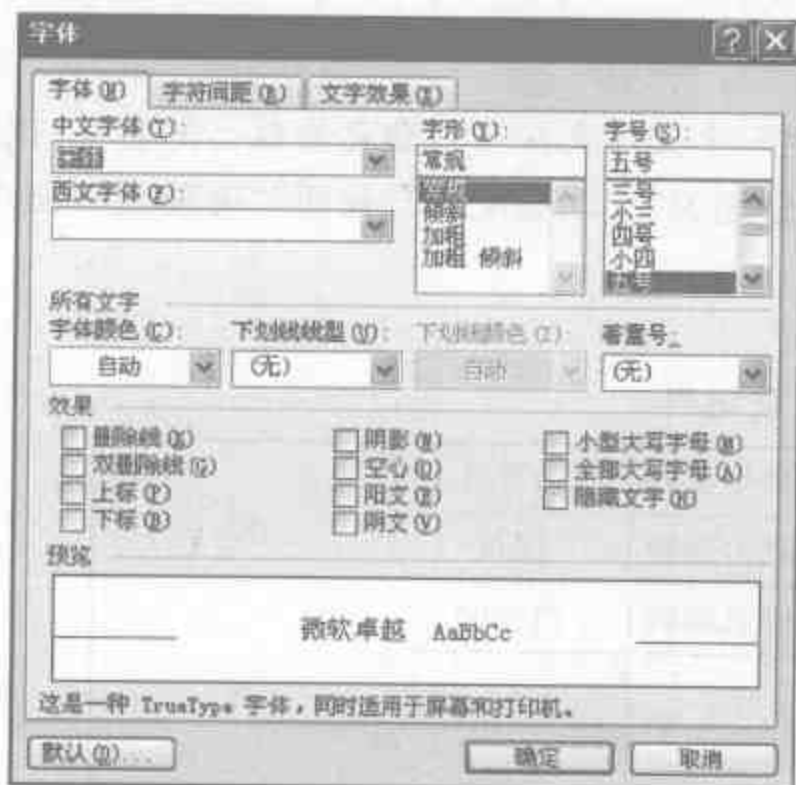 字体
字体(N) 字符间距(R) 文字效果(X)
中文字体(T): 字形(Y): 字号(S):
常规 五号
西文字体(F):
常规 三号
倾斜 小三
加粗 四号
加粗 倾斜 小四
五号
所有文字
字体颜色(C): 下划线线型(U): 下划线颜色(I): 着重号:
自动 (无) 自动 (无)
效果
删除线(K) 阴影(W) 小型大写字母(M)
双删除线(G) 空心(O) 全部大写字母(A)
上标(P) 阳文(E) 隐藏文字(H)
下标(B) 阴文(V)
预览
微软卓越 AaBbCc
这是一种 TrueType 字体，同时适用于屏幕和打印机。
默认(D)... 确定 取消